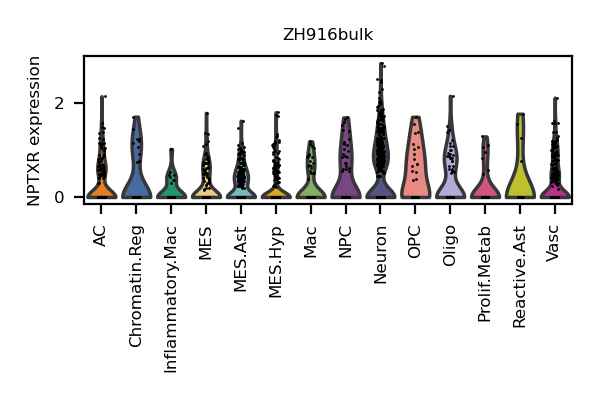 ZH916bulk
NPTXR expression
2
0
AC
Chromatin.Reg
Inflammatory.Mac
MES
MES.Ast
MES.Hyp
Mac
NPC
Neuron
OPC
Oligo
Prolif.Metab
Reactive.Ast
Vasc